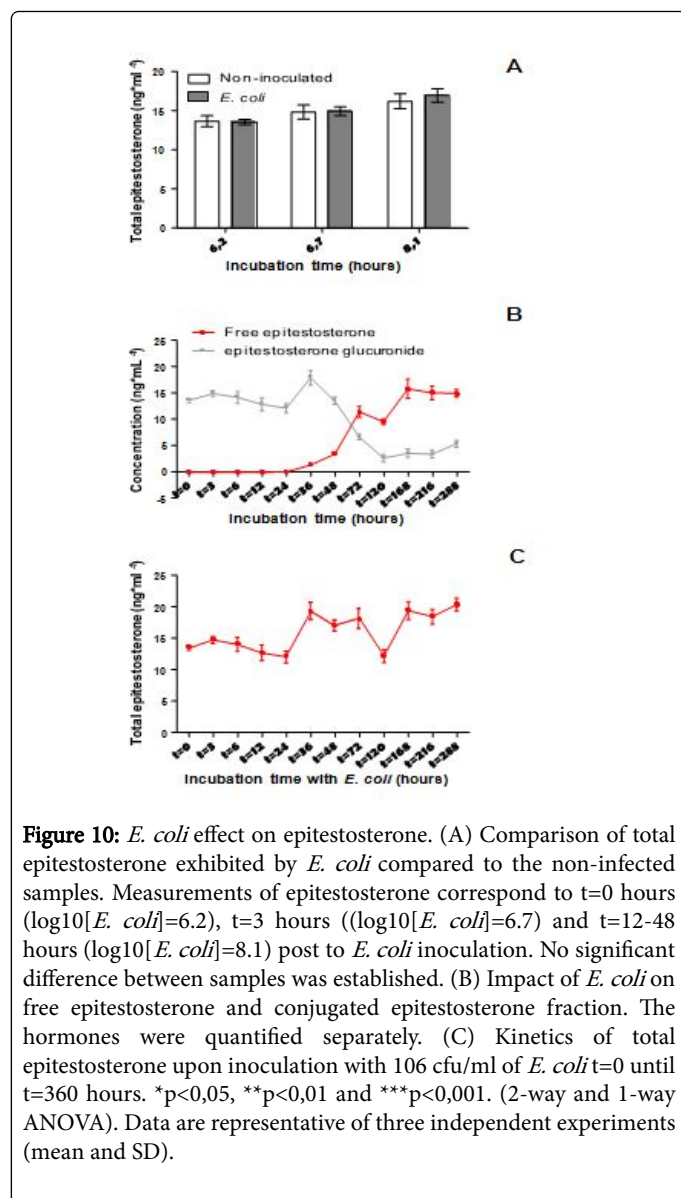 A
Total epitestosterone (ng*ml⁻¹)
20
15
10
5
0
Non-inoculated
E. coli
6,2
6,7
8,1
Incubation time (hours)
B
Free epitestosterone
epitestosterone glucuronide
Concentration (ng*mL⁻¹)
25
20
15
10
5
0
-5
t=0
t=3
t=6
t=12
t=24
t=36
t=48
t=72
t=120
t=168
t=216
t=288
Incubation time (hours)
C
Total epitestosterone (ng*ml⁻¹)
25
20
15
10
5
0
t=0
t=3
t=6
t=12
t=24
t=36
t=48
t=72
t=120
t=168
t=216
t=288
Incubation time with E. coli (hours)
Figure 10: E. coli effect on epitestosterone. (A) Comparison of total
epitestosterone exhibited by E. coli compared to the non-infected
samples. Measurements of epitestosterone correspond to t=0 hours
(log10[E. coli]=6.2), t=3 hours ((log10[E. coli]=6.7) and t=12-48
hours (log10[E. coli]=8.1) post to E. coli inoculation. No significant
difference between samples was established. (B) Impact of E. coli on
free epitestosterone and conjugated epitestosterone fraction. The
hormones were quantified separately. (C) Kinetics of total
epitestosterone upon inoculation with 106 cfu/ml of E. coli t=0 until
t=360 hours. *p<0,05, **p<0,01 and ***p<0,001. (2-way and 1-way
ANOVA). Data are representative of three independent experiments
(mean and SD).